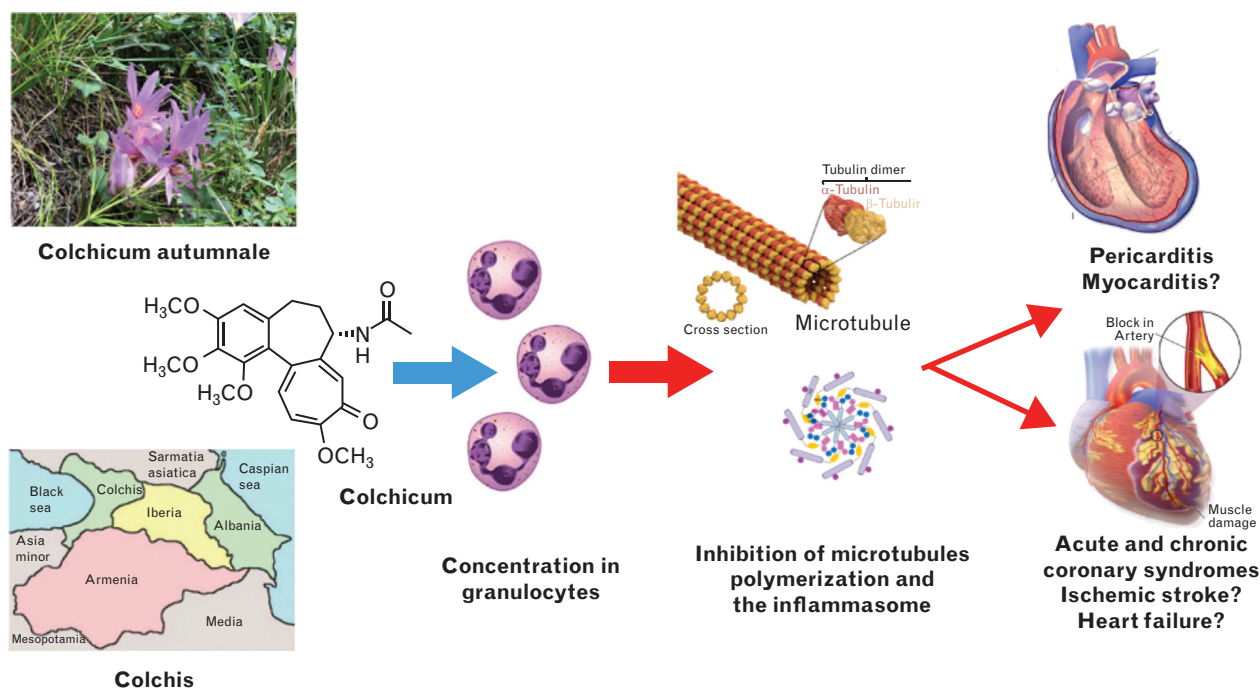 Colchicum autumnale
H₃CO
H₃CO
H₃CO
O
N
H
O
OCH₃
Colchicum
Sarmatia
asiatica
Caspian
sea
Black
sea
Colchis
Iberia
Albania
Asia
minor
Armenia
Media
Mesopotamia
Colchis
Concentration in
granulocytes
Tubulin dimer
α-Tubulin
β-Tubulir
Cross section
Microtubule
Inhibition of microtubules
polymerization and
the inflammasome
Pericarditis
Myocarditis?
Block in
Artery
Muscle
damage
Acute and chronic
coronary syndromes
Ischemic stroke?
Heart failure?